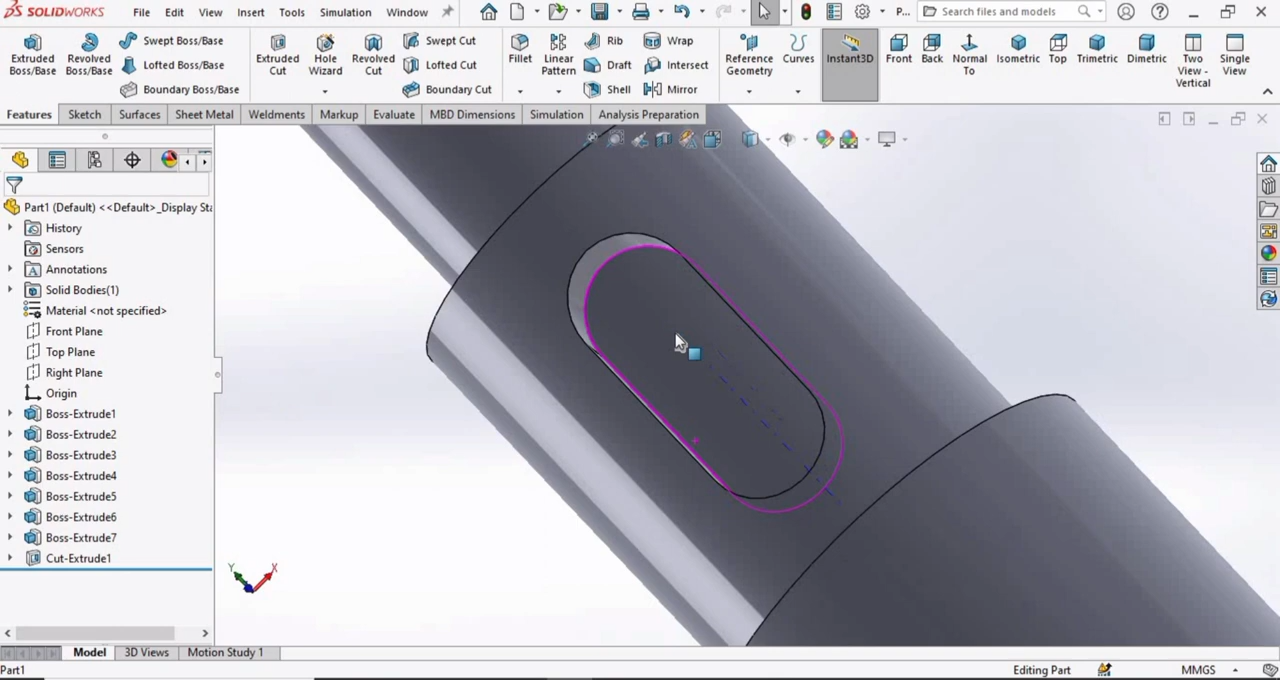 SOLIDWORKS File Edit View Insert Tools Simulation Window P... Search files and models
Extruded Boss/Base
Revolved Boss/Base
Swept Boss/Base
Lofted Boss/Base
Boundary Boss/Base
Extruded Cut
Hole Wizard
Revolved Cut
Swept Cut
Lofted Cut
Boundary Cut
Fillet
Linear Pattern
Rib
Draft
Shell
Wrap
Intersect
Mirror
Reference Geometry
Curves
Instant3D
Front
Back
Normal To
Isometric
Top
Trimetric
Dimetric
Two View - Vertical
Single View
Features Sketch Surfaces Sheet Metal Weldments Markup Evaluate MBD Dimensions Simulation Analysis Preparation
Part1 (Default) <<Default>_Display Sta
History
Sensors
Annotations
Solid Bodies(1)
Material <not specified>
Front Plane
Top Plane
Right Plane
Origin
Boss-Extrude1
Boss-Extrude2
Boss-Extrude3
Boss-Extrude4
Boss-Extrude5
Boss-Extrude6
Boss-Extrude7
Cut-Extrude1
Y X
Model 3D Views Motion Study 1
Part1 Editing Part MMGS